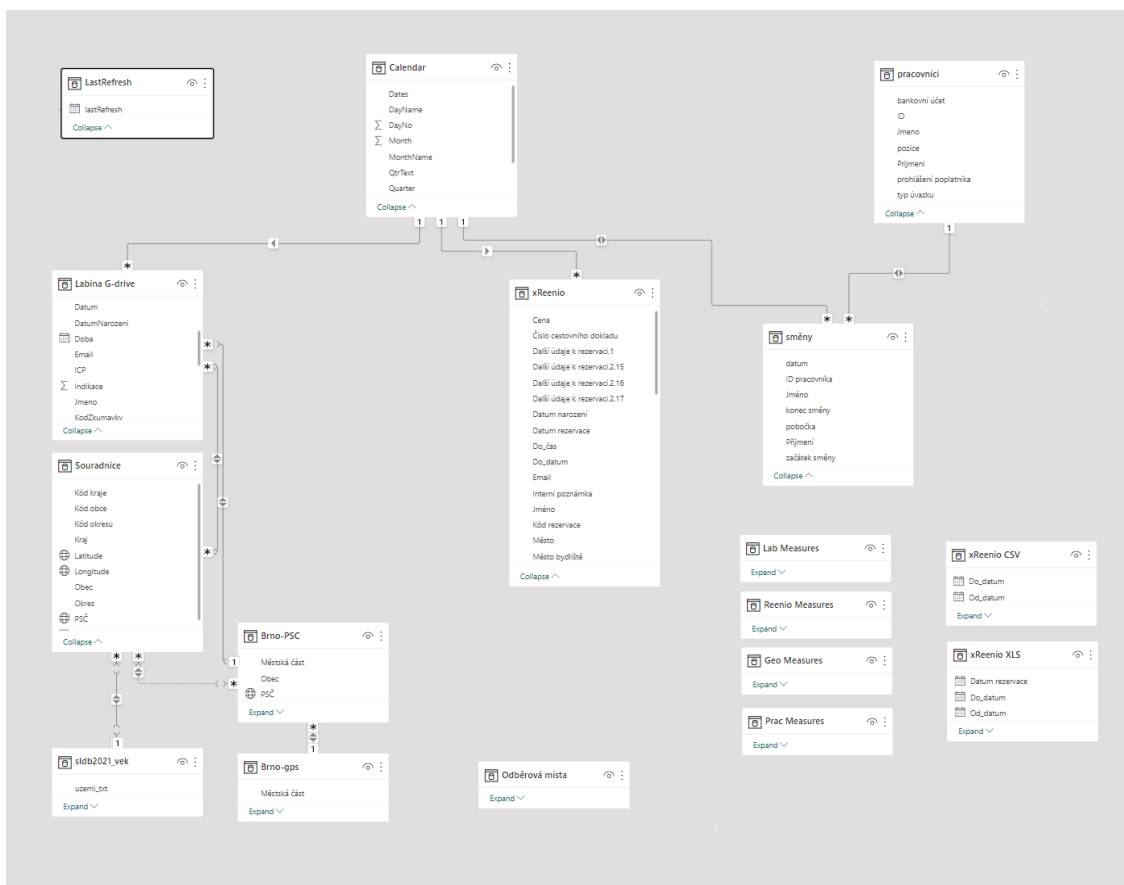 LastRefresh
lastRefresh
Collapse
Calendar
Dates
DayName
DayNo
Month
MonthName
QtrText
Quarter
Collapse
pracovnici
bankovní účet
ID
Jmeno
pozice
Prijmeni
prohlášení poplatníka
typ úvazku
Collapse
1
1
1
1
*
*
*
*
Labina G-drive
Datum
DatumNarozeni
Doba
Email
ICP
Indikace
Jmeno
KodZkumavky
Collapse
*
*
xReenio
Cena
Číslo cestovního dokladu
Další údaje k rezervaci.1
Další údaje k rezervaci.2.15
Další údaje k rezervaci.2.16
Další údaje k rezervaci.2.17
Datum narození
Datum rezervace
Do_čas
Do_datum
Email
Interní poznámka
Jméno
Kód rezervace
Město
Město bydliště
Collapse
směny
datum
ID pracovníka
Jméno
konec směny
pobočka
Příjmení
začátek směny
Collapse
Souradnice
Kód kraje
Kód obce
Kód okresu
Kraj
Latitude
Longitude
Obec
Okres
PSČ
Collapse
*
*
*
Brno-PSC
Městská část
Obec
PSČ
Expand
1
*
*
1
1
sldb2021_vek
uzemi_txt
Expand
Brno-gps
Městská část
Expand
Odběrová místa
Expand
Lab Measures
Expand
Reenio Measures
Expand
Geo Measures
Expand
Prac Measures
Expand
xReenio CSV
Do_datum
Od_datum
Expand
xReenio XLS
Datum rezervace
Do_datum
Od_datum
Expand